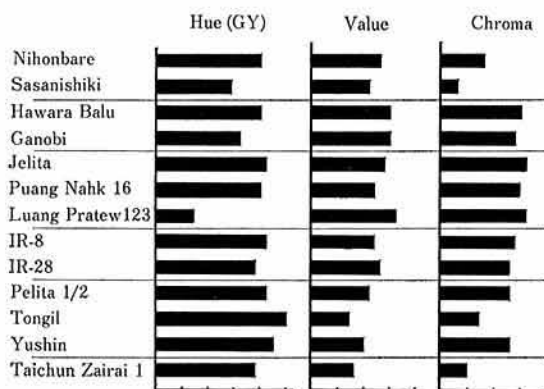 Hue (GY) Value Chroma
Nihonbare
Sasanishiki
Hawara Balu
Ganobi
Jelita
Puang Nahk 16
Luang Pratew123
IR-8
IR-28
Pelita 1/2
Tongil
Yushin
Taichun Zairai 1